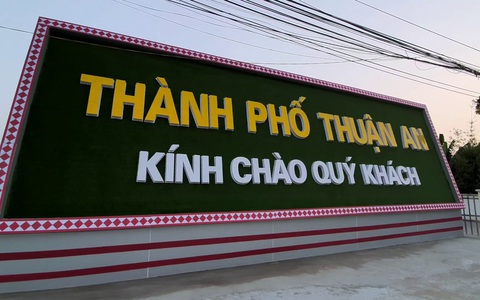 THÀNH PHỐ THUẬN AN
KÍNH CHÀO QUÝ KHÁCH